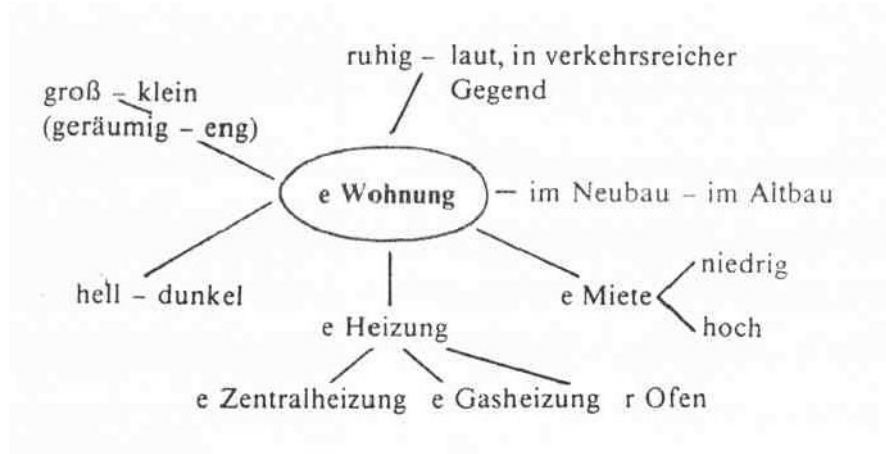 ruhig – laut, in verkehrsreicher
Gegend
groß – klein
(geräumig – eng)
e Wohnung – im Neubau – im Altbau
hell – dunkel
e Miete
niedrig
hoch
e Heizung
e Zentralheizung e Gasheizung r Ofen